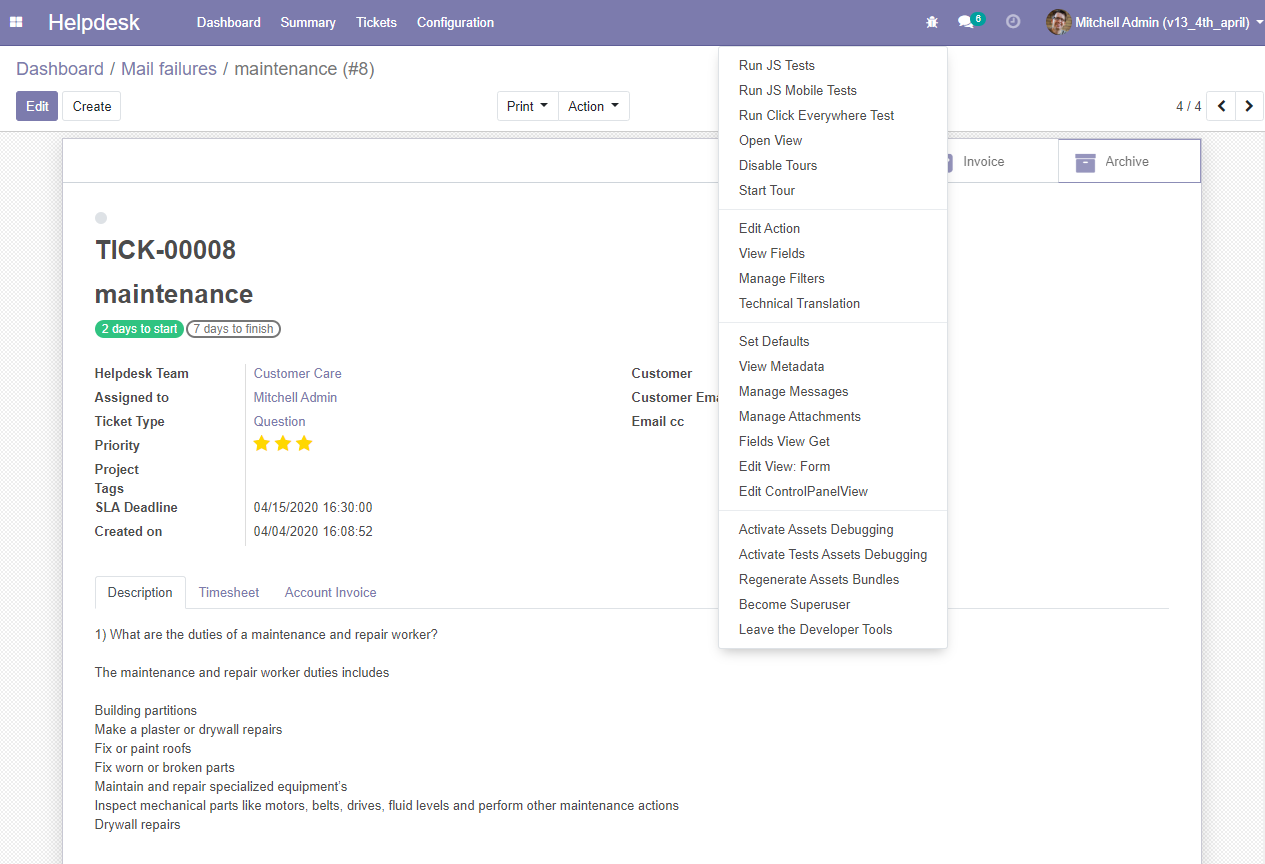 Helpdesk Dashboard Summary Tickets Configuration 6 Mitchell Admin (v13_4th_april)
Dashboard / Mail failures / maintenance (#8)
Edit Create Print Action 4 / 4
Run JS Tests
Run JS Mobile Tests
Run Click Everywhere Test
Open View
Disable Tours
Start Tour
Edit Action
View Fields
Manage Filters
Technical Translation
Set Defaults
View Metadata
Manage Messages
Manage Attachments
Fields View Get
Edit View: Form
Edit ControlPanelView
Activate Assets Debugging
Activate Tests Assets Debugging
Regenerate Assets Bundles
Become Superuser
Leave the Developer Tools
Invoice Archive
TICK-00008
maintenance
2 days to start 7 days to finish
Helpdesk Team Customer Care
Assigned to Mitchell Admin
Ticket Type Question
Priority
Project
Tags
SLA Deadline 04/15/2020 16:30:00
Created on 04/04/2020 16:08:52
Customer
Customer Ema
Email cc
Description Timesheet Account Invoice
1) What are the duties of a maintenance and repair worker?
The maintenance and repair worker duties includes
Building partitions
Make a plaster or drywall repairs
Fix or paint roofs
Fix worn or broken parts
Maintain and repair specialized equipment's
Inspect mechanical parts like motors, belts, drives, fluid levels and perform other maintenance actions
Drywall repairs